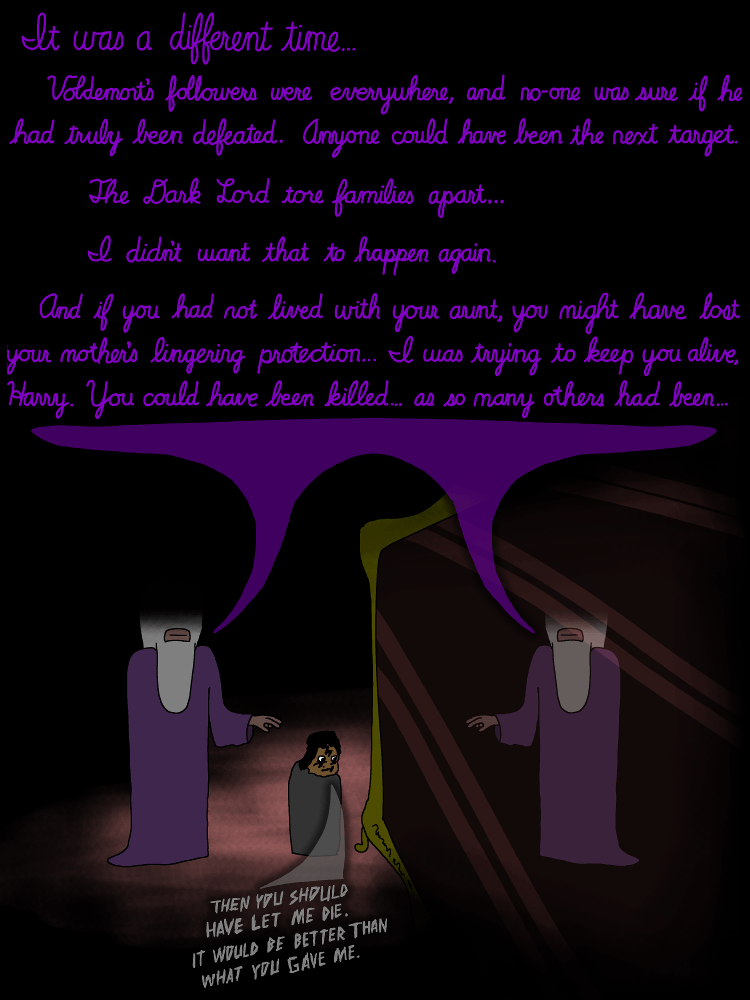 It was a different time...
Voldemort's followers were everywhere, and no-one was sure if he
had truly been defeated.. Anyone could have been the next target.
The Dark Lord tore families apart...
I didn't want that to happen again.
And if you had not lived with your aunt, you might have lost
your mother's lingering protection... I was trying to keep you alive,
Harry. You could have been killed... as so many others had been...
THEN YOU SHOULD
HAVE LET ME DIE.
IT WOULD BE BETTER THAN
WHAT YOU GAVE ME.